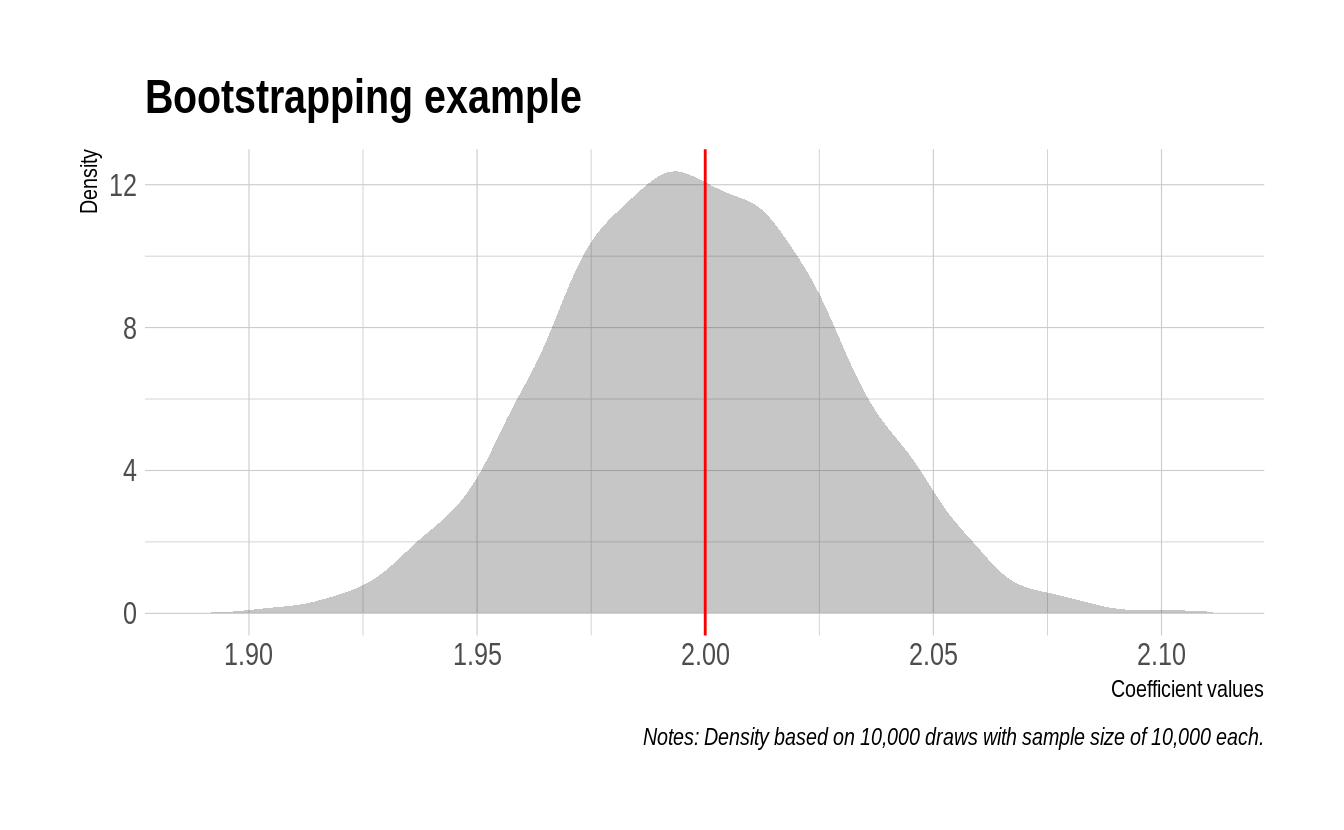 Bootstrapping example
Density
12
8
4
0
1.90 1.95 2.00 2.05 2.10
Coefficient values
Notes: Density based on 10,000 draws with sample size of 10,000 each.